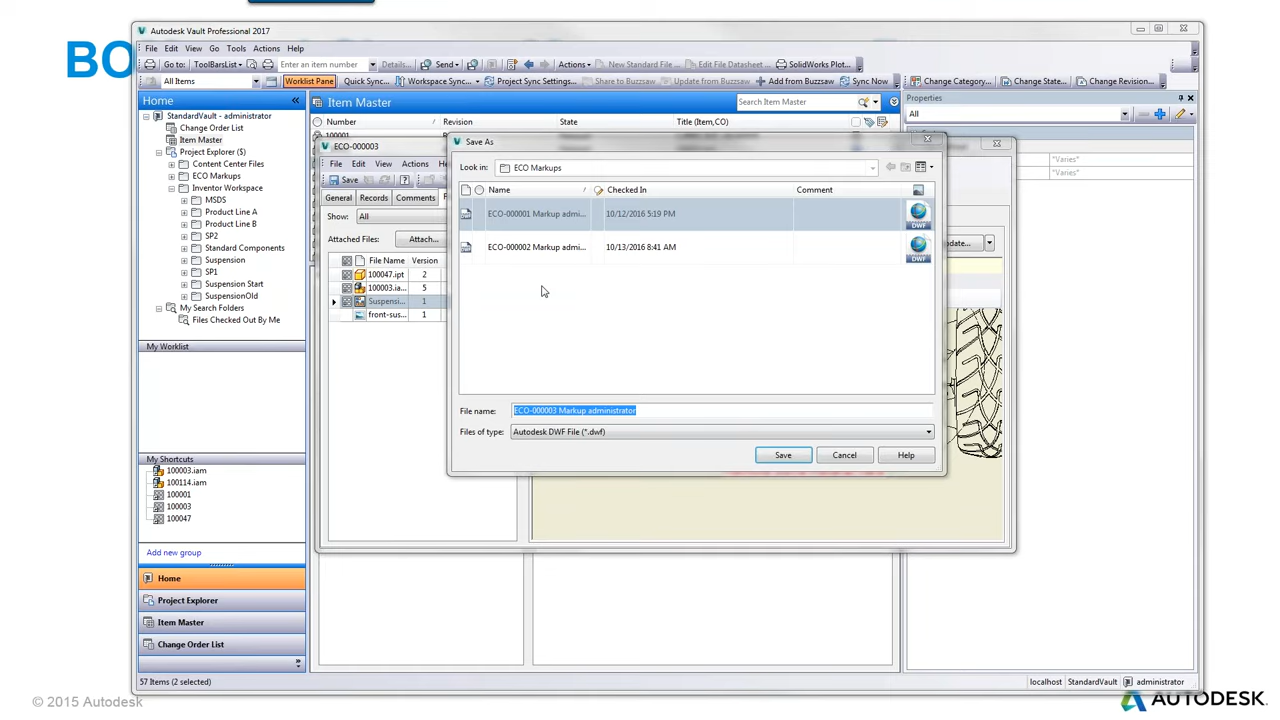 BO
Autodesk Vault Professional 2017
File Edit View Go Tools Actions Help
Go to: ToolBarsList Enter an item number Details... Send Actions New Standard File... Edit File Datasheet... SolidWorks Plot...
All Items Worklist Pane Quick Sync... Workspace Sync... Project Sync Settings... Share to Buzzsaw Update from Buzzsaw Add from Buzzsaw Sync Now Change Category... Change State... Change Revision...
Home «
Item Master
Search Item Master
Properties
StandardVault - administrator
Change Order List
Item Master
Project Explorer ($)
Content Center Files
ECO Markups
Inventor Workspace
MSDS
Product Line A
Product Line B
SP2
Standard Components
Suspension
SP1
Suspension Start
SuspensionOld
My Search Folders
Files Checked Out By Me
My Worklist
My Shortcuts
100003.iam
100114.iam
100001
100003
100047
Add new group
Home
Project Explorer
Item Master
Change Order List
»
Number / Revision State Title (Item,CO)
100001
All
"Varies"
"Varies"
ECO-000003
File Edit View Actions
Save
General Records Comments
Show: All
Attached Files: Attach...
File Name Version
100047.ipt 2
100003.ia... 5
Suspensi... 1
front-sus... 1
date...
Save As
Look in: ECO Markups
Name / Checked In Comment
ECO-000001 Markup admi... 10/12/2016 5:19 PM DWF
ECO-000002 Markup admi... 10/13/2016 8:41 AM DWF
File name: ECO-000003 Markup administrator
Files of type: Autodesk DWF File (*.dwf)
Save Cancel Help
57 Items (2 selected)
localhost StandardVault administrator
© 2015 Autodesk
AUTODESK.